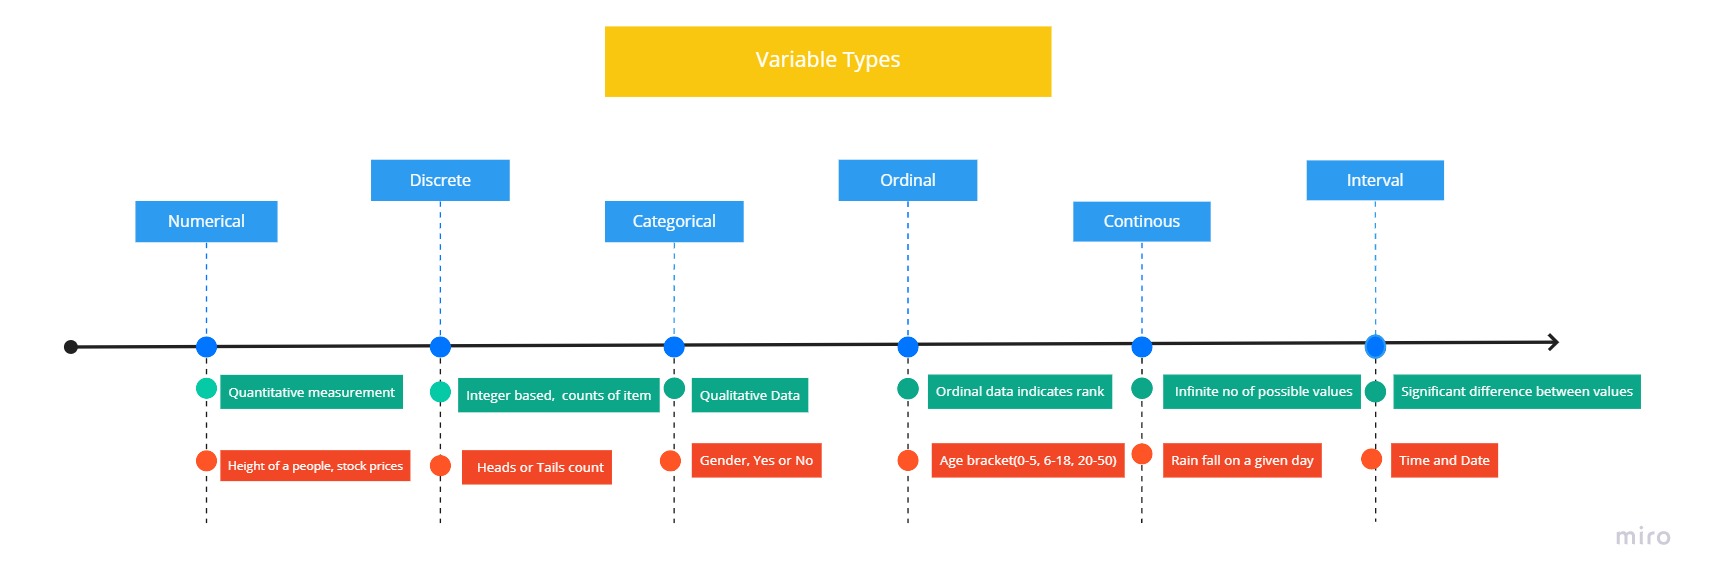 Variable Types
Numerical
Discrete
Categorical
Ordinal
Continous
Interval
Quantitative measurement
Integer based,  counts of item
Qualitative Data
Ordinal data indicates rank
Infinite no of possible values
Significant difference between values
Height of a people, stock prices
Heads or Tails count
Gender, Yes or No
Age bracket(0-5, 6-18, 20-50)
Rain fall on a given day
Time and Date
miro